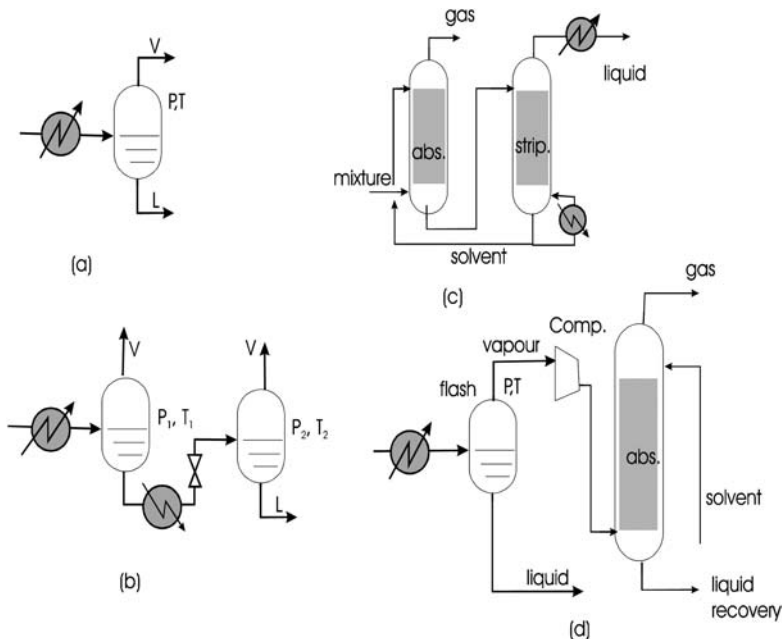 V
P,T
L
(a)
gas
abs.
strip.
liquid
mixture
solvent
(c)
V
P₁, T₁
V
P₂, T₂
L
(b)
gas
Comp.
vapour
flash
P,T
abs.
solvent
liquid
liquid
recovery
(d)